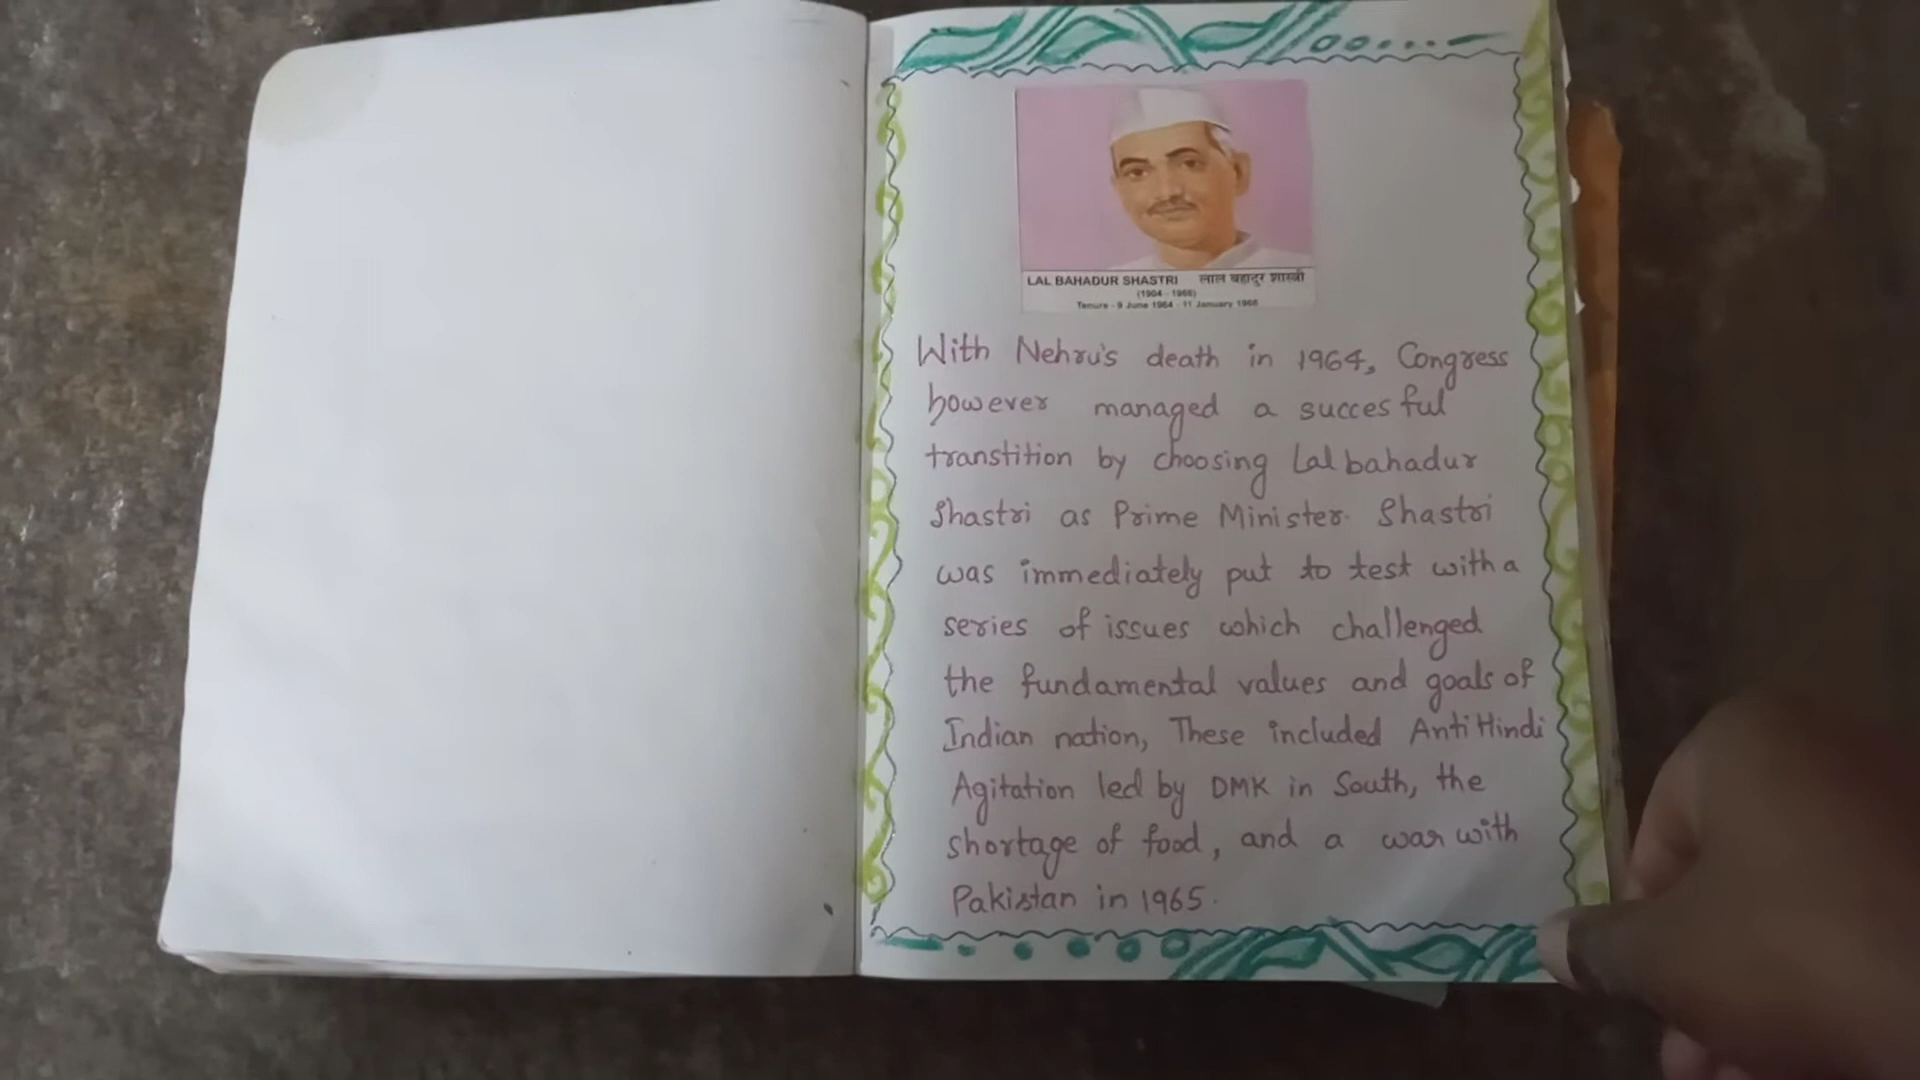 LAL BAHADUR SHASTRI लाल बहादुर शास्त्री
(1904 - 1966)
Tenure - 9 June 1964 - 11 January 1966
With Nehru's death in 1964, Congress
however managed a succesful
transtition by choosing Lal bahadur
Shastri as Prime Minister. Shastri
was immediately put to test with a
series of issues which challenged
the fundamental values and goals of
Indian nation, These included Anti Hindi
Agitation led by DMK in South, the
shortage of food, and a war with
Pakistan in 1965.